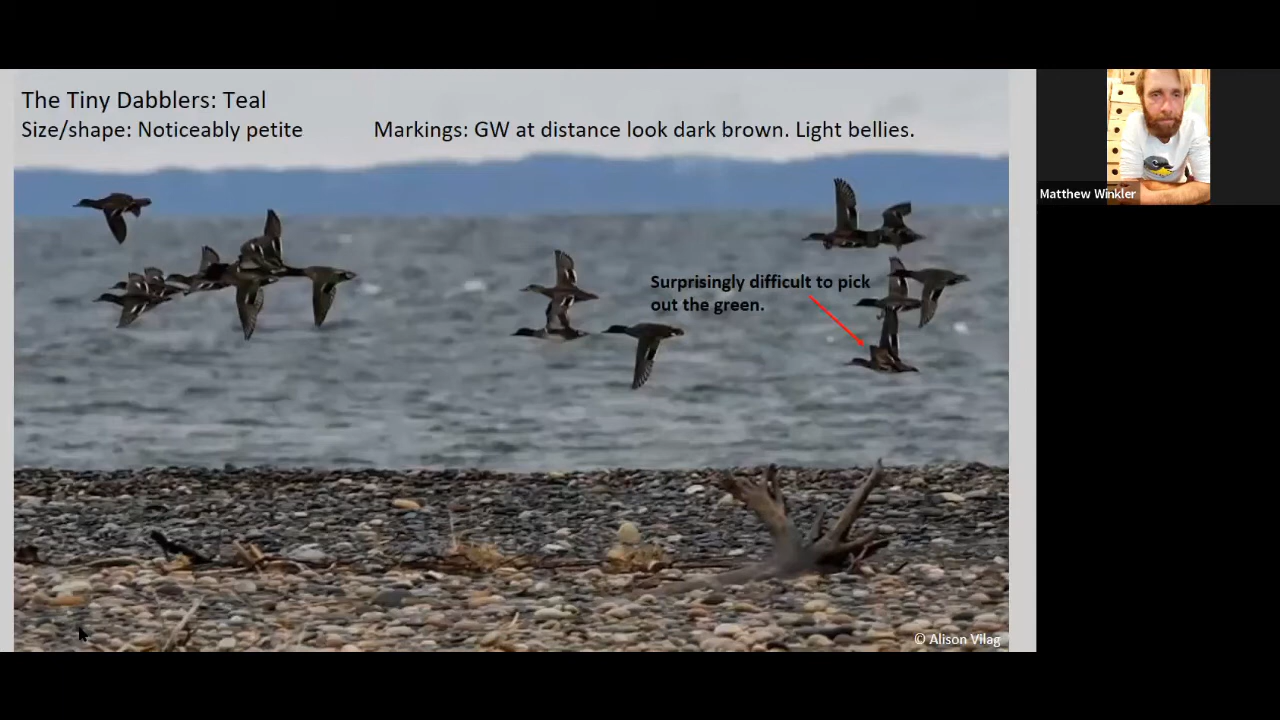 The Tiny Dabblers: Teal
Size/shape: Noticeably petite Markings: GW at distance look dark brown. Light bellies.
Surprisingly difficult to pick
out the green.
© Alison Vilag
Matthew Winkler